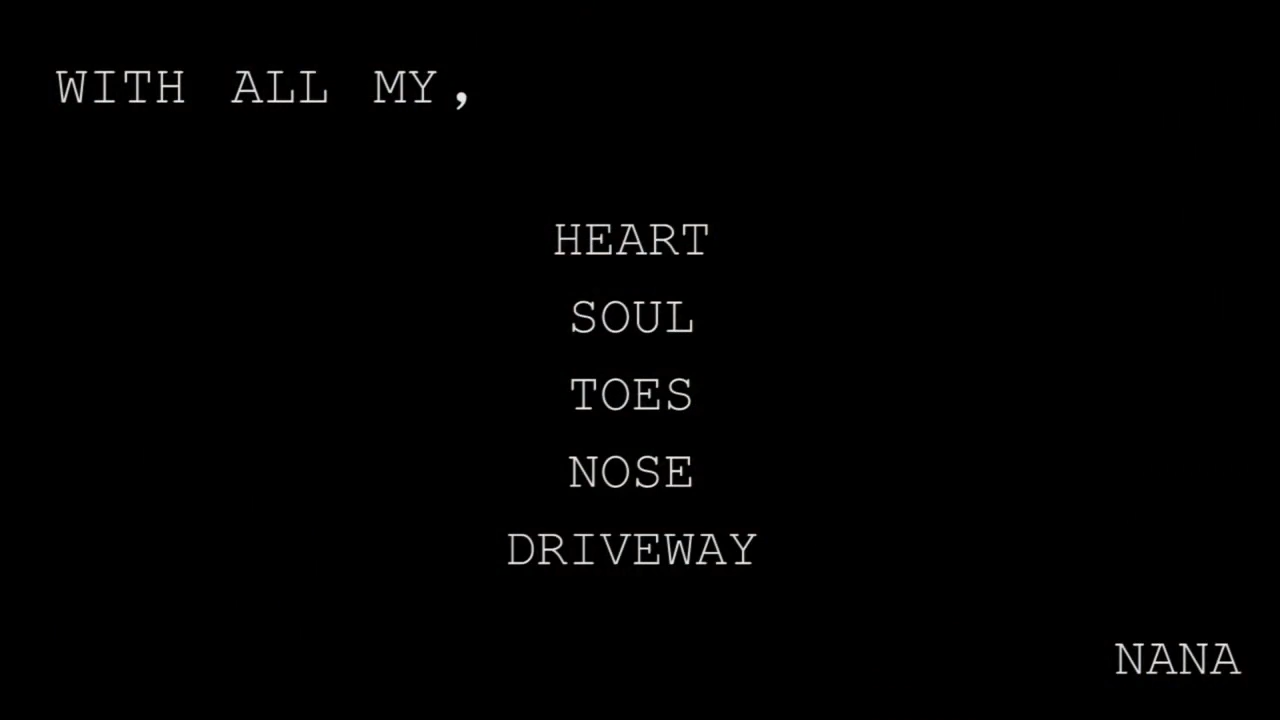 WITH ALL MY,
HEART
SOUL
TOES
NOSE
DRIVEWAY
NANA